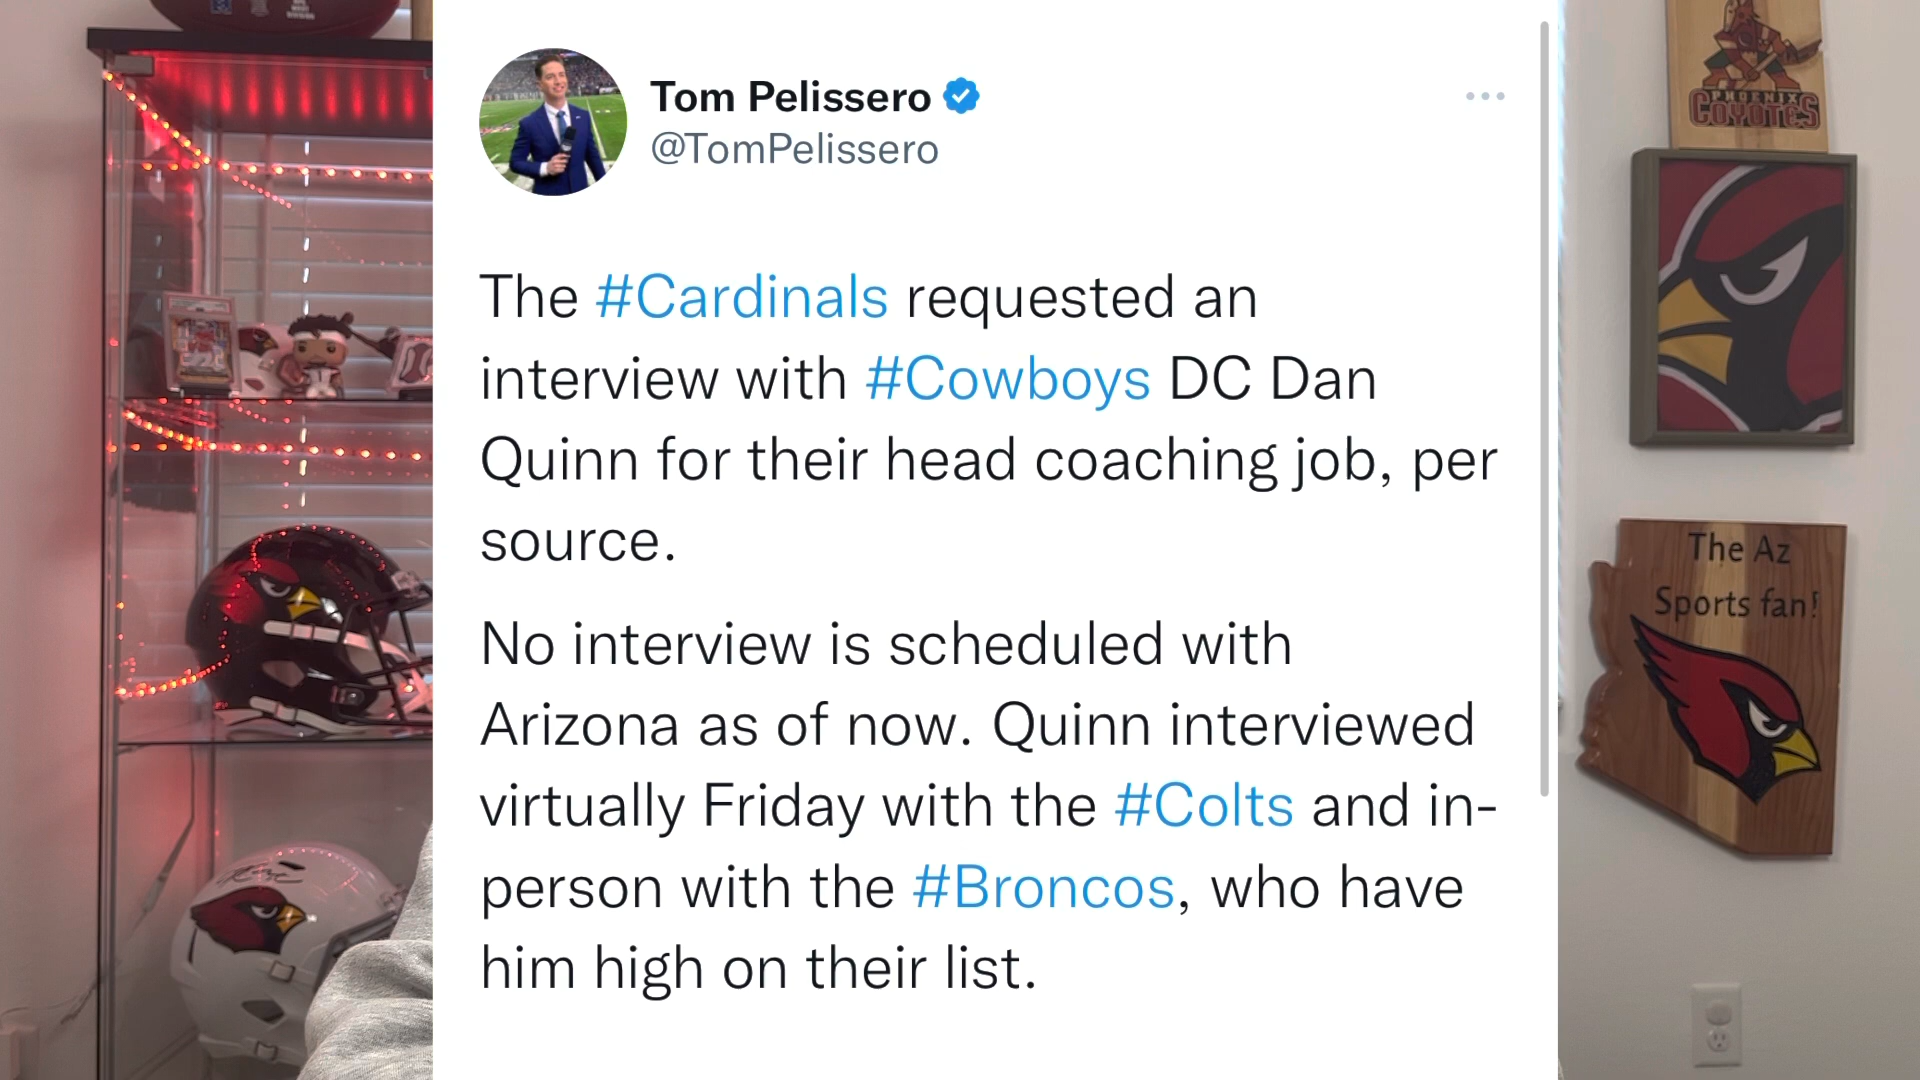 Tom Pelissero
@TomPelissero
The #Cardinals requested an
interview with #Cowboys DC Dan
Quinn for their head coaching job, per
source.
No interview is scheduled with
Arizona as of now. Quinn interviewed
virtually Friday with the #Colts and in-
person with the #Broncos, who have
him high on their list.
PHOENIX
COYOTES
The Az
Sports fan!